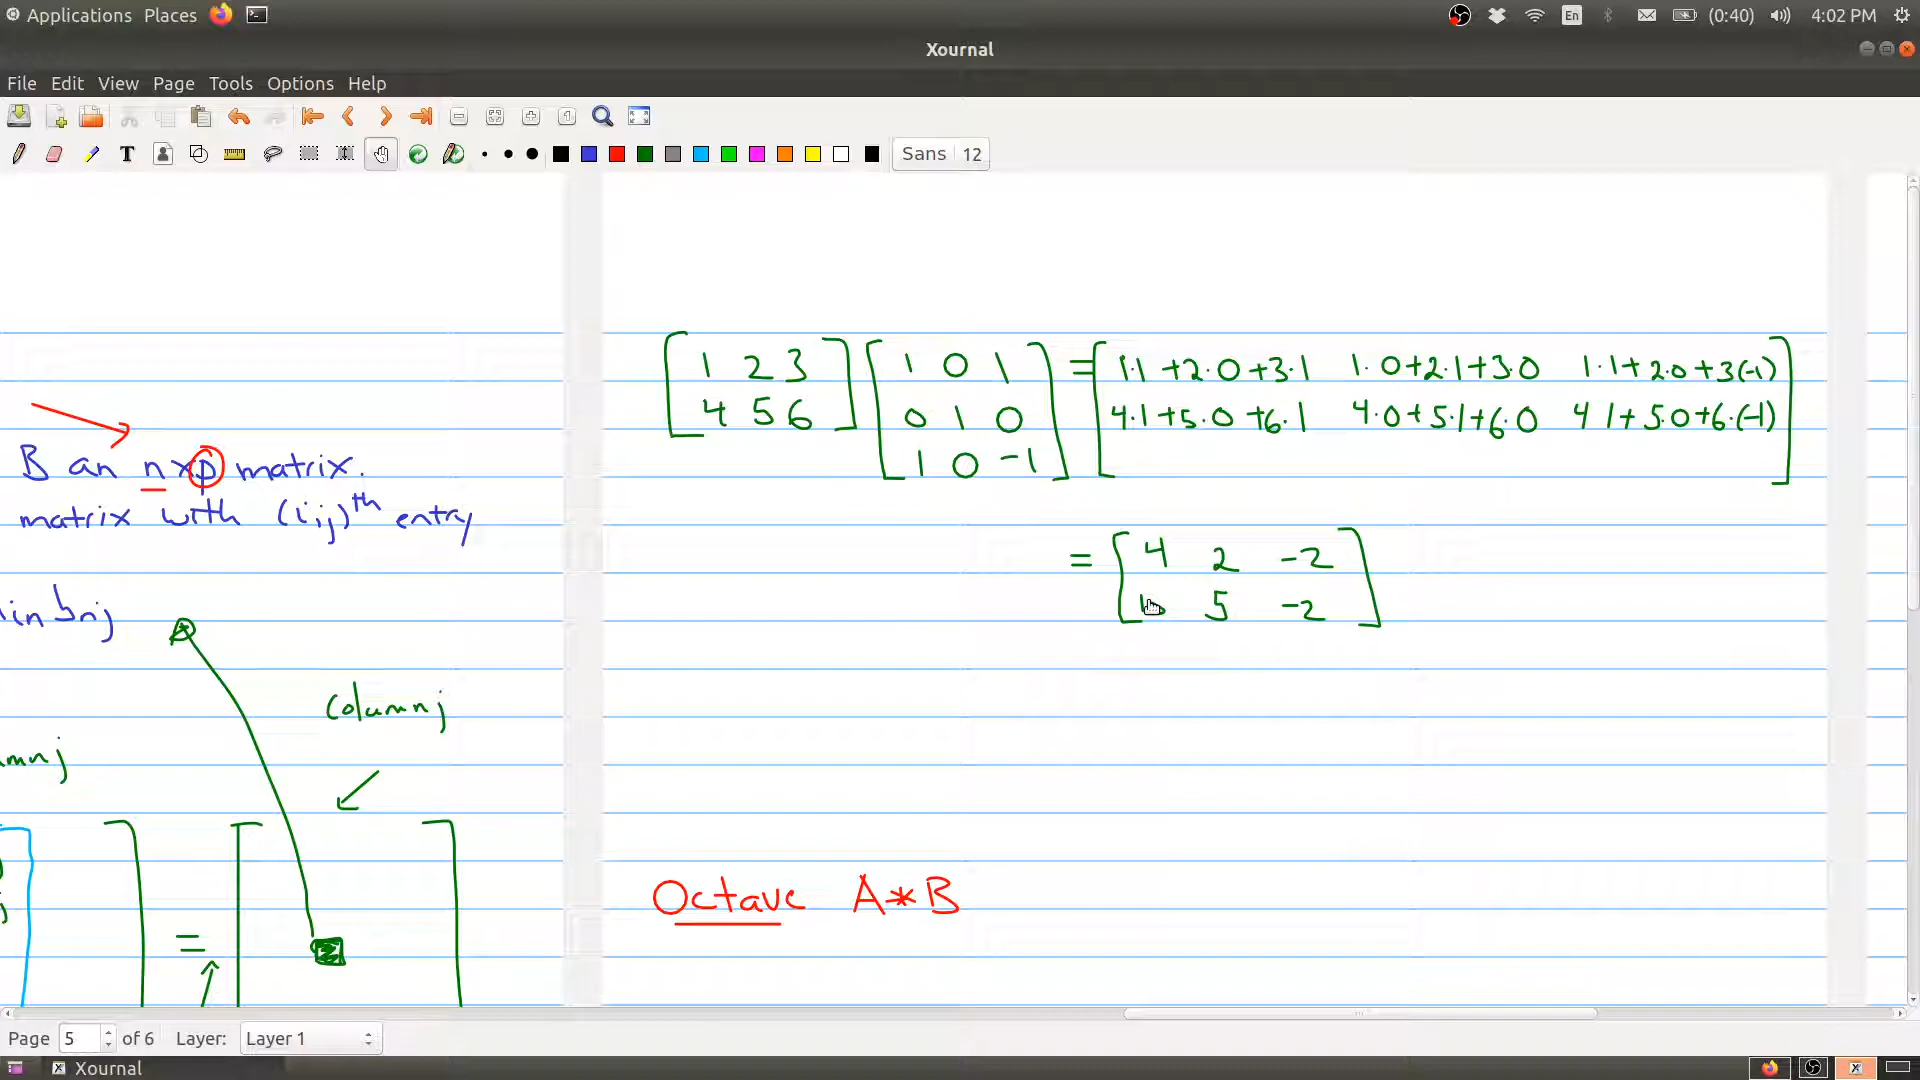 Applications Places En (0:40) 4:02 PM
Xournal
File Edit View Page Tools Options Help
T Sans 12
[1 2 3] [1 0 1] = [1·1+2·0+3·1 1·0+2·1+3·0 1·1+2·0+3(-1)]
[4 5 6] [0 1 0] [4·1+5·0+6·1 4·0+5·1+6·0 4 1+5·0+6·(-1)]
[1 0 -1]
B an n×p matrix.
matrix with (i,j)th entry
= [4 2 -2]
[5 -2]
in bnj
columnj
mnj
=
Octave A*B
Page 5 of 6 Layer: Layer 1
Xournal